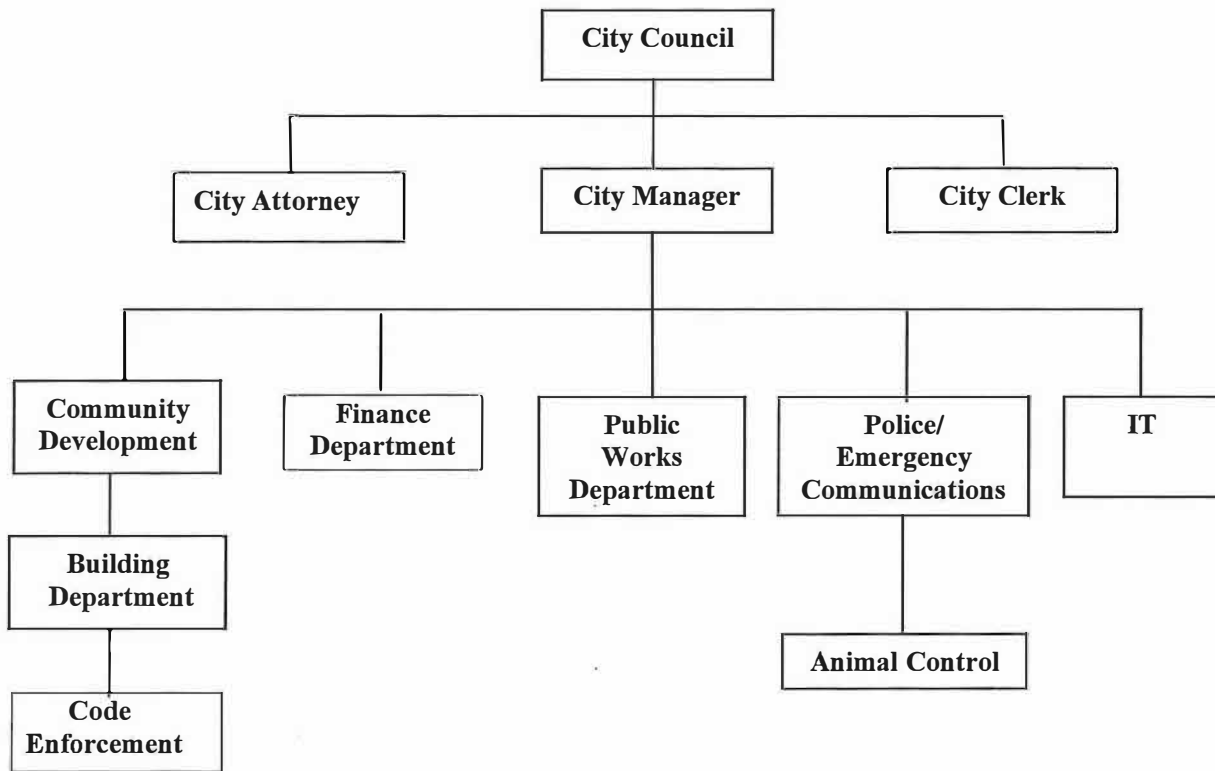 City Council
City Attorney
City Manager
City Clerk
Community
Development
Finance
Department
Public
Works
Department
Police/
Emergency
Communications
IT
Building
Department
Animal Control
Code
Enforcement